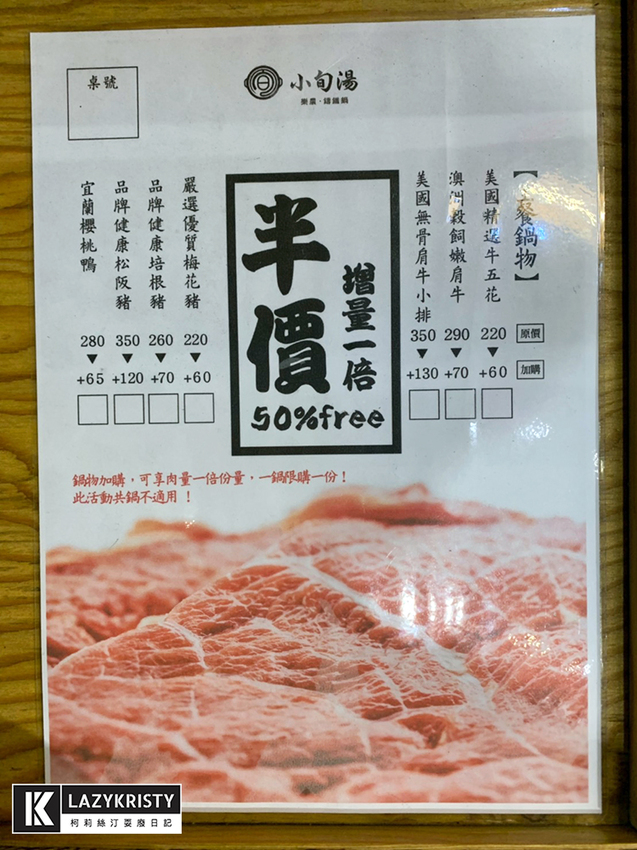 桌號
小旬湯
鑄鐵鍋
鍋物】
原價
加購
美國精選牛五花
220
▼
+60
澳洲穀飼嫩肩牛
290
▼
+70
美國無骨肩牛小排
350
▼
+130
增量一倍
半價
50%free
嚴選優質梅花豬
220
▼
+60
品牌健康培根豬
260
▼
+70
品牌健康松阪豬
350
▼
+120
宜蘭櫻桃鴨
280
▼
+65
鍋物加購，可享肉量一倍份量，一鍋限購一份！
此活動共鍋不適用 ！
K LAZYKRISTY
柯莉絲汀耍廢日記